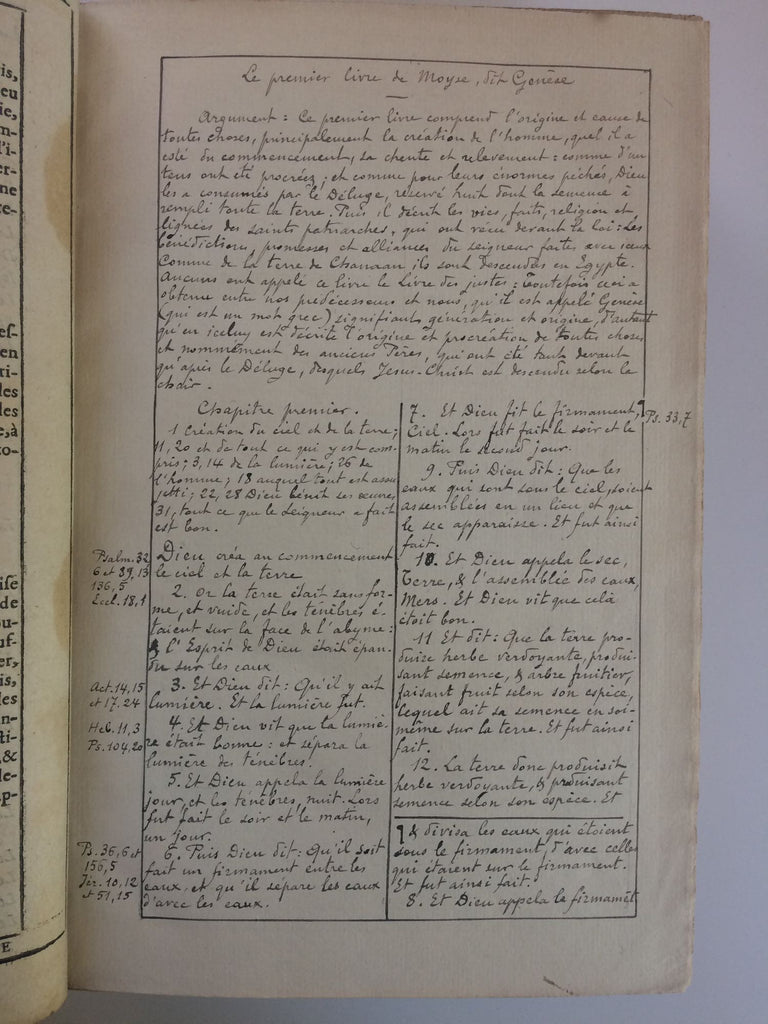 Le premier livre de Moyse, dit Genèse
Argument : Ce premier livre comprend l'origine et cause de
toutes choses, principalement la création de l'homme, quel il a
esté du commencement, sa cheute et relevement : comme d'un
tens ont été procréez ; et comme pour leurs énormes péchés, Dieu
les a consumés par le Déluge, reservé huit dont la semence a
rempli toute la terre. Puis il décrit les vies, faits, religion et
lignées des saints patriarches, qui ont vécu devant la loi : Les
bénédictions, promesses et alliances du seigneur faites avec iceux
Comme de la terre de Chanaan ils sont descendus en Egypte.
Aucuns ont appelé ce livre le Livre des justes : toutefois ceci a
obtenu entre nos prédécesseurs et nous, qu'il est appelé Genèse
(qui est un mot grec) signifiant génération et origine, d'autant
qu'en iceluy est décrite l'origine et procréation de toutes choses
et nommément des anciens Pères, qui ont été tant devant
qu'après le Déluge, desquels Jesus-Christ est descendu selon la
chair.
Chapitre premier.
1 Création du ciel et de la terre ;
11, 20 et de tout ce qui y est com-
pris ; 3, 14 de la lumière ; 26 de
l'homme ; 18 auquel tout est assu
jetti ; 22, 28 Dieu bénit ses œuvres
31, tout ce que le Seigneur a fait
est bon.
Psalm. 32
6 et 89, 13
136, 5
Eccl. 18, 1
Dieu créa au commencement
le ciel et la terre
2. Or la terre était sans for-
me, et vuide, et les ténèbres é-
taient sur la face de l'abyme :
& l'Esprit de Dieu était épan-
du sur les eaux
Act. 14, 15
et 17. 24
3. Et Dieu dit : Qu'il y ait
lumière. Et la lumière fut.
Heb. 11, 3
Ps. 104, 20
4. Et Dieu vit que la lumiè-
re était bonne : et sépara la
lumière des ténèbres.
5. Et Dieu appela la lumière
jour, et les ténèbres, nuit. Lors
fut fait le soir et le matin,
un jour.
Ps. 36, 6 et
156, 5
Jér. 10, 12
et 51, 15
6. Puis Dieu dit : Qu'il soit
fait un firmament entre les
eaux, et qu'il sépare les eaux
d'avec les eaux.
7. Et Dieu fit le firmament,
Ps. 33, 7
Ciel. Lors fut fait le soir et le
matin le second jour.
9. Puis Dieu dit : Que les
eaux qui sont sous le ciel, soient
assemblées en un lieu et que
le sec apparaisse. Et fut ainsi
fait.
10. Et Dieu appela le sec,
Terre, & l'assemblée des eaux,
Mers. Et Dieu vit que cela
étoit bon.
11 Et dit : Que la terre pro-
duise herbe verdoyante, produi-
sant semence, & arbre fruitier,
faisant fruit selon son espèce,
lequel ait sa semence en soi-
même sur la terre. Et fut ainsi
fait.
12. La terre donc produisit
herbe verdoyante, & produisant
semence selon son espèce. Et
& divisa les eaux qui étoient
sous le firmament, d'avec celles
qui étaient sur le firmament.
Et fut ainsi fait.
8. Et Dieu appela le firmamēt